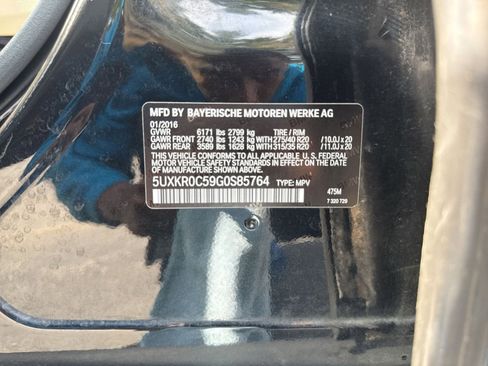 MFD BY BAYERISCHE MOTOREN WERKE AG
01/2016
GVWR 6171 lbs 2799 kg TIRE / RIM
GAWR FRONT 2740 lbs 1243 kg WITH 275/40 R20 /10.0J x 20
GAWR REAR 3589 lbs 1628 kg WITH 315/35 R20 /11.0J x 20
THIS VEHICLE CONFORMS TO ALL APPLICABLE U. S. FEDERAL
MOTOR VEHICLE SAFETY STANDARDS IN EFFECT ON THE DATE OF
MANUFACTURE SHOWN ABOVE.
5UXKR0C59G0S85764 TYPE: MPV
475M
7 320 729